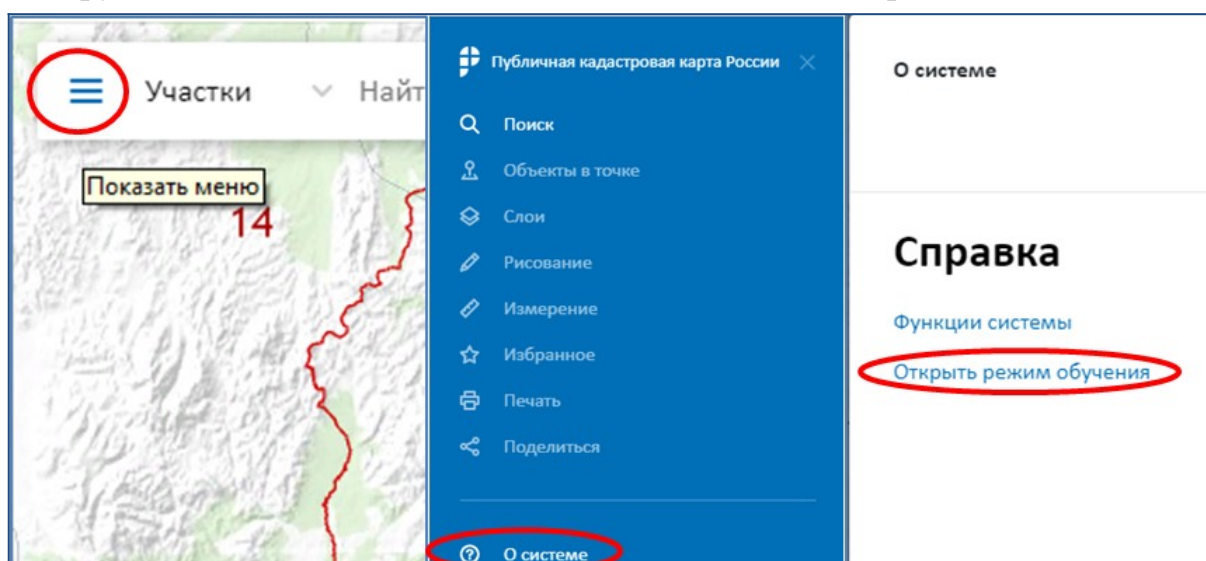 Участки Найт
Показать меню
14
Публичная кадастровая карта России
Поиск
Объекты в точке
Слои
Рисование
Измерение
Избранное
Печать
Поделиться
О системе
О системе
Справка
Функции системы
Открыть режим обучения